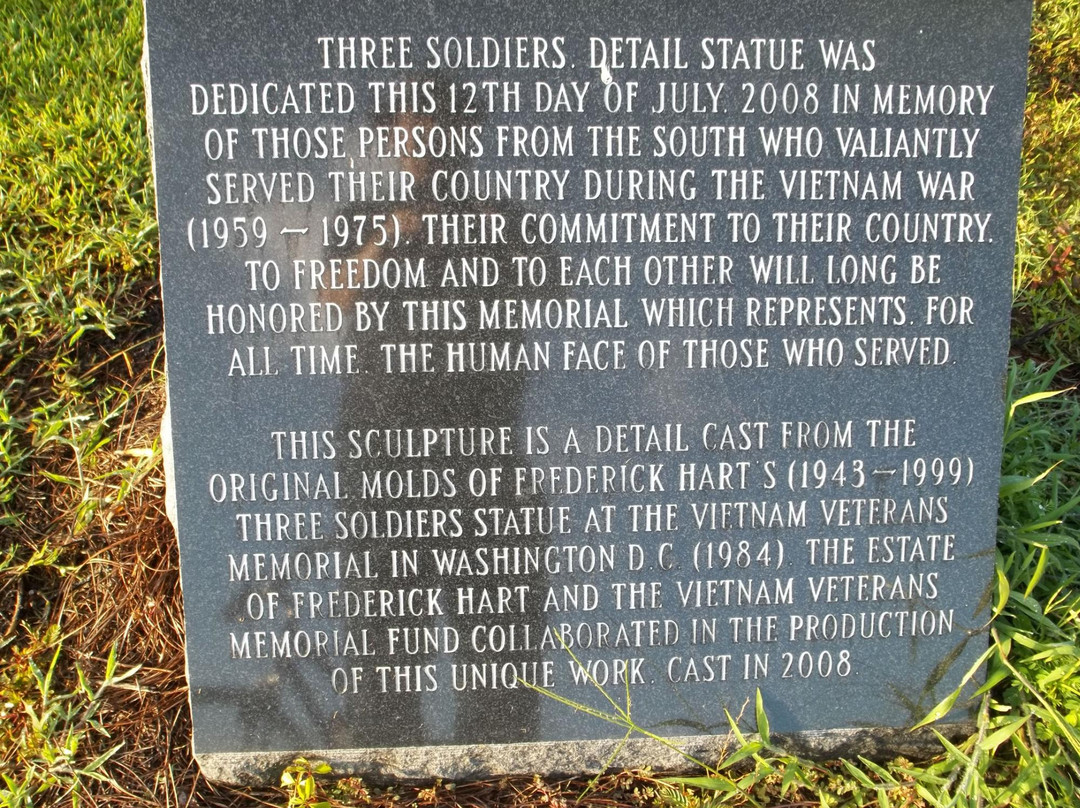 THREE SOLDIERS, DETAIL STATUE WAS
DEDICATED THIS 12TH DAY OF JULY, 2008 IN MEMORY
OF THOSE PERSONS FROM THE SOUTH WHO VALIANTLY
SERVED THEIR COUNTRY DURING THE VIETNAM WAR
(1959 – 1975). THEIR COMMITMENT TO THEIR COUNTRY,
TO FREEDOM AND TO EACH OTHER WILL LONG BE
HONORED BY THIS MEMORIAL WHICH REPRESENTS, FOR
ALL TIME, THE HUMAN FACE OF THOSE WHO SERVED.
THIS SCULPTURE IS A DETAIL CAST FROM THE
ORIGINAL MOLDS OF FREDERICK HART'S (1943 – 1999)
THREE SOLDIERS STATUE AT THE VIETNAM VETERANS
MEMORIAL IN WASHINGTON D.C. (1984). THE ESTATE
OF FREDERICK HART AND THE VIETNAM VETERANS
MEMORIAL FUND COLLABORATED IN THE PRODUCTION
OF THIS UNIQUE WORK. CAST IN 2008.